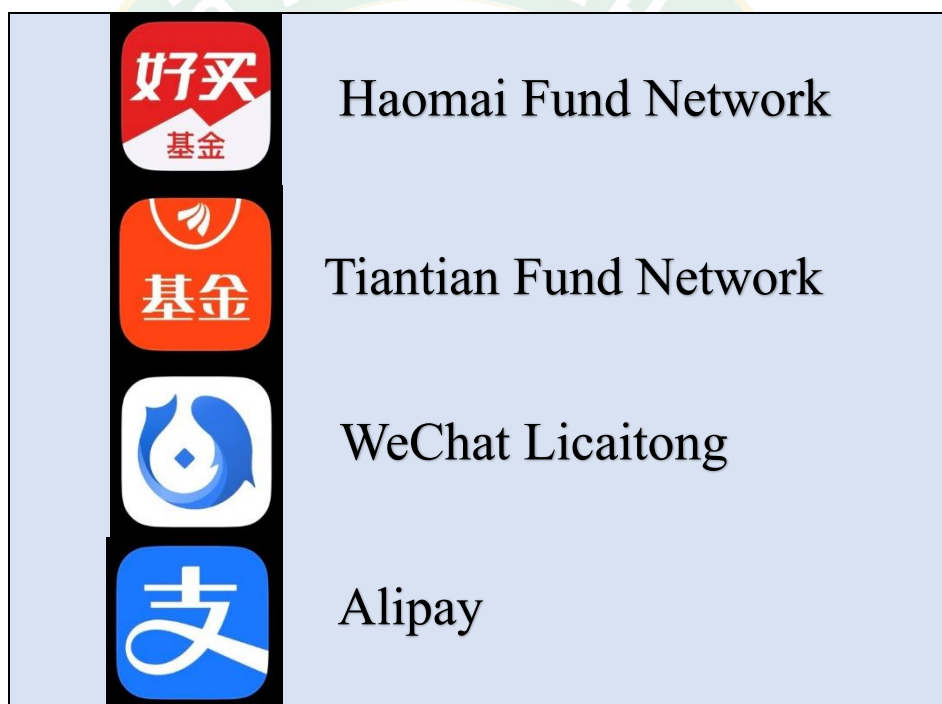 好买
基金
Haomai Fund Network
基金
Tiantian Fund Network
WeChat Licaitong
支
Alipay